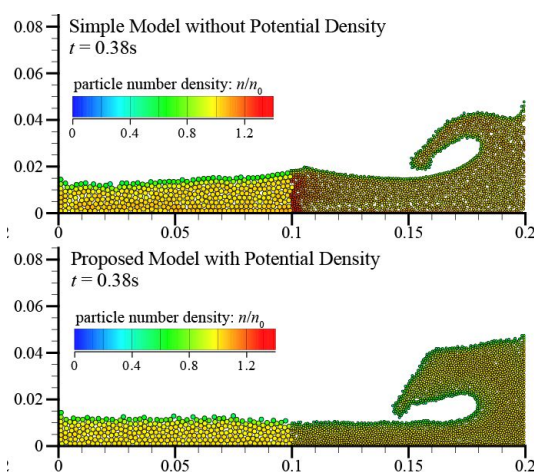 0.08
Simple Model without Potential Density
t = 0.38s
0.06
particle number density: n/n0
0.04
0 0.4 0.8 1.2
0.02
0
2 0 0.05 0.1 0.15 0.2
0.08
Proposed Model with Potential Density
t = 0.38s
0.06
particle number density: n/n0
0.04
0 0.4 0.8 1.2
0.02
0
2 0 0.05 0.1 0.15 0.2